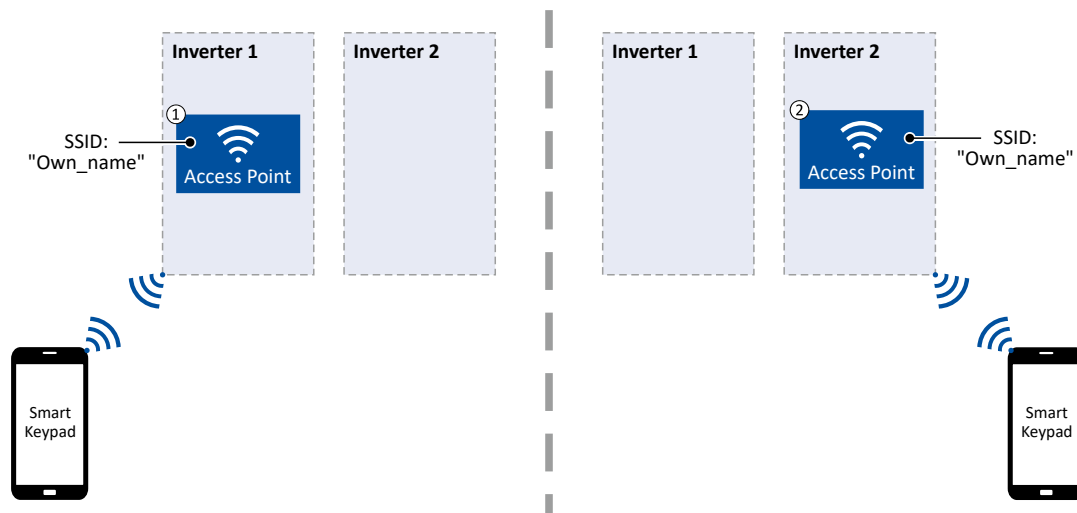 Inverter 1
Inverter 2
1
SSID:
"Own_name"
Access Point
Smart
Keypad
Inverter 1
Inverter 2
2
SSID:
"Own_name"
Access Point
Smart
Keypad